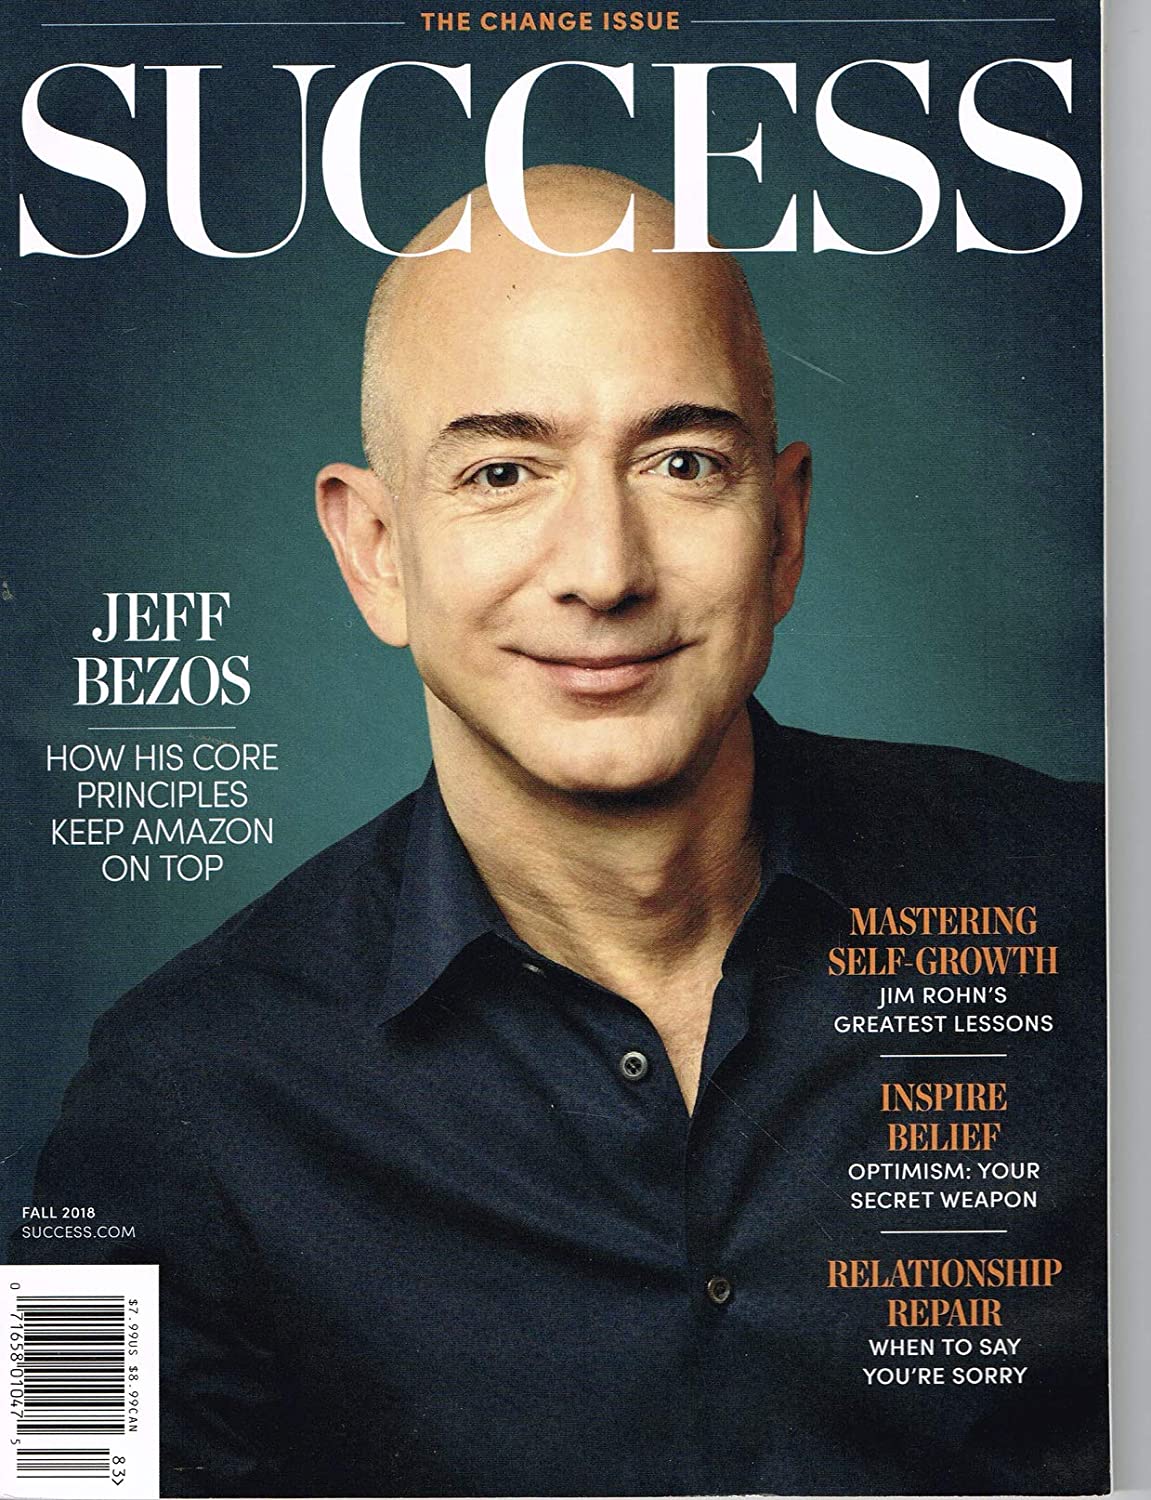 THE CHANGE ISSUE
SUCCESS
JEFF
BEZOS
HOW HIS CORE
PRINCIPLES
KEEP AMAZON
ON TOP
MASTERING
SELF-GROWTH
JIM ROHN'S
GREATEST LESSONS
INSPIRE
BELIEF
OPTIMISM: YOUR
SECRET WEAPON
RELATIONSHIP
REPAIR
WHEN TO SAY
YOU'RE SORRY
FALL 2018
SUCCESS.COM
$7.99US $8.99CAN
83>
0 71658 01047 5